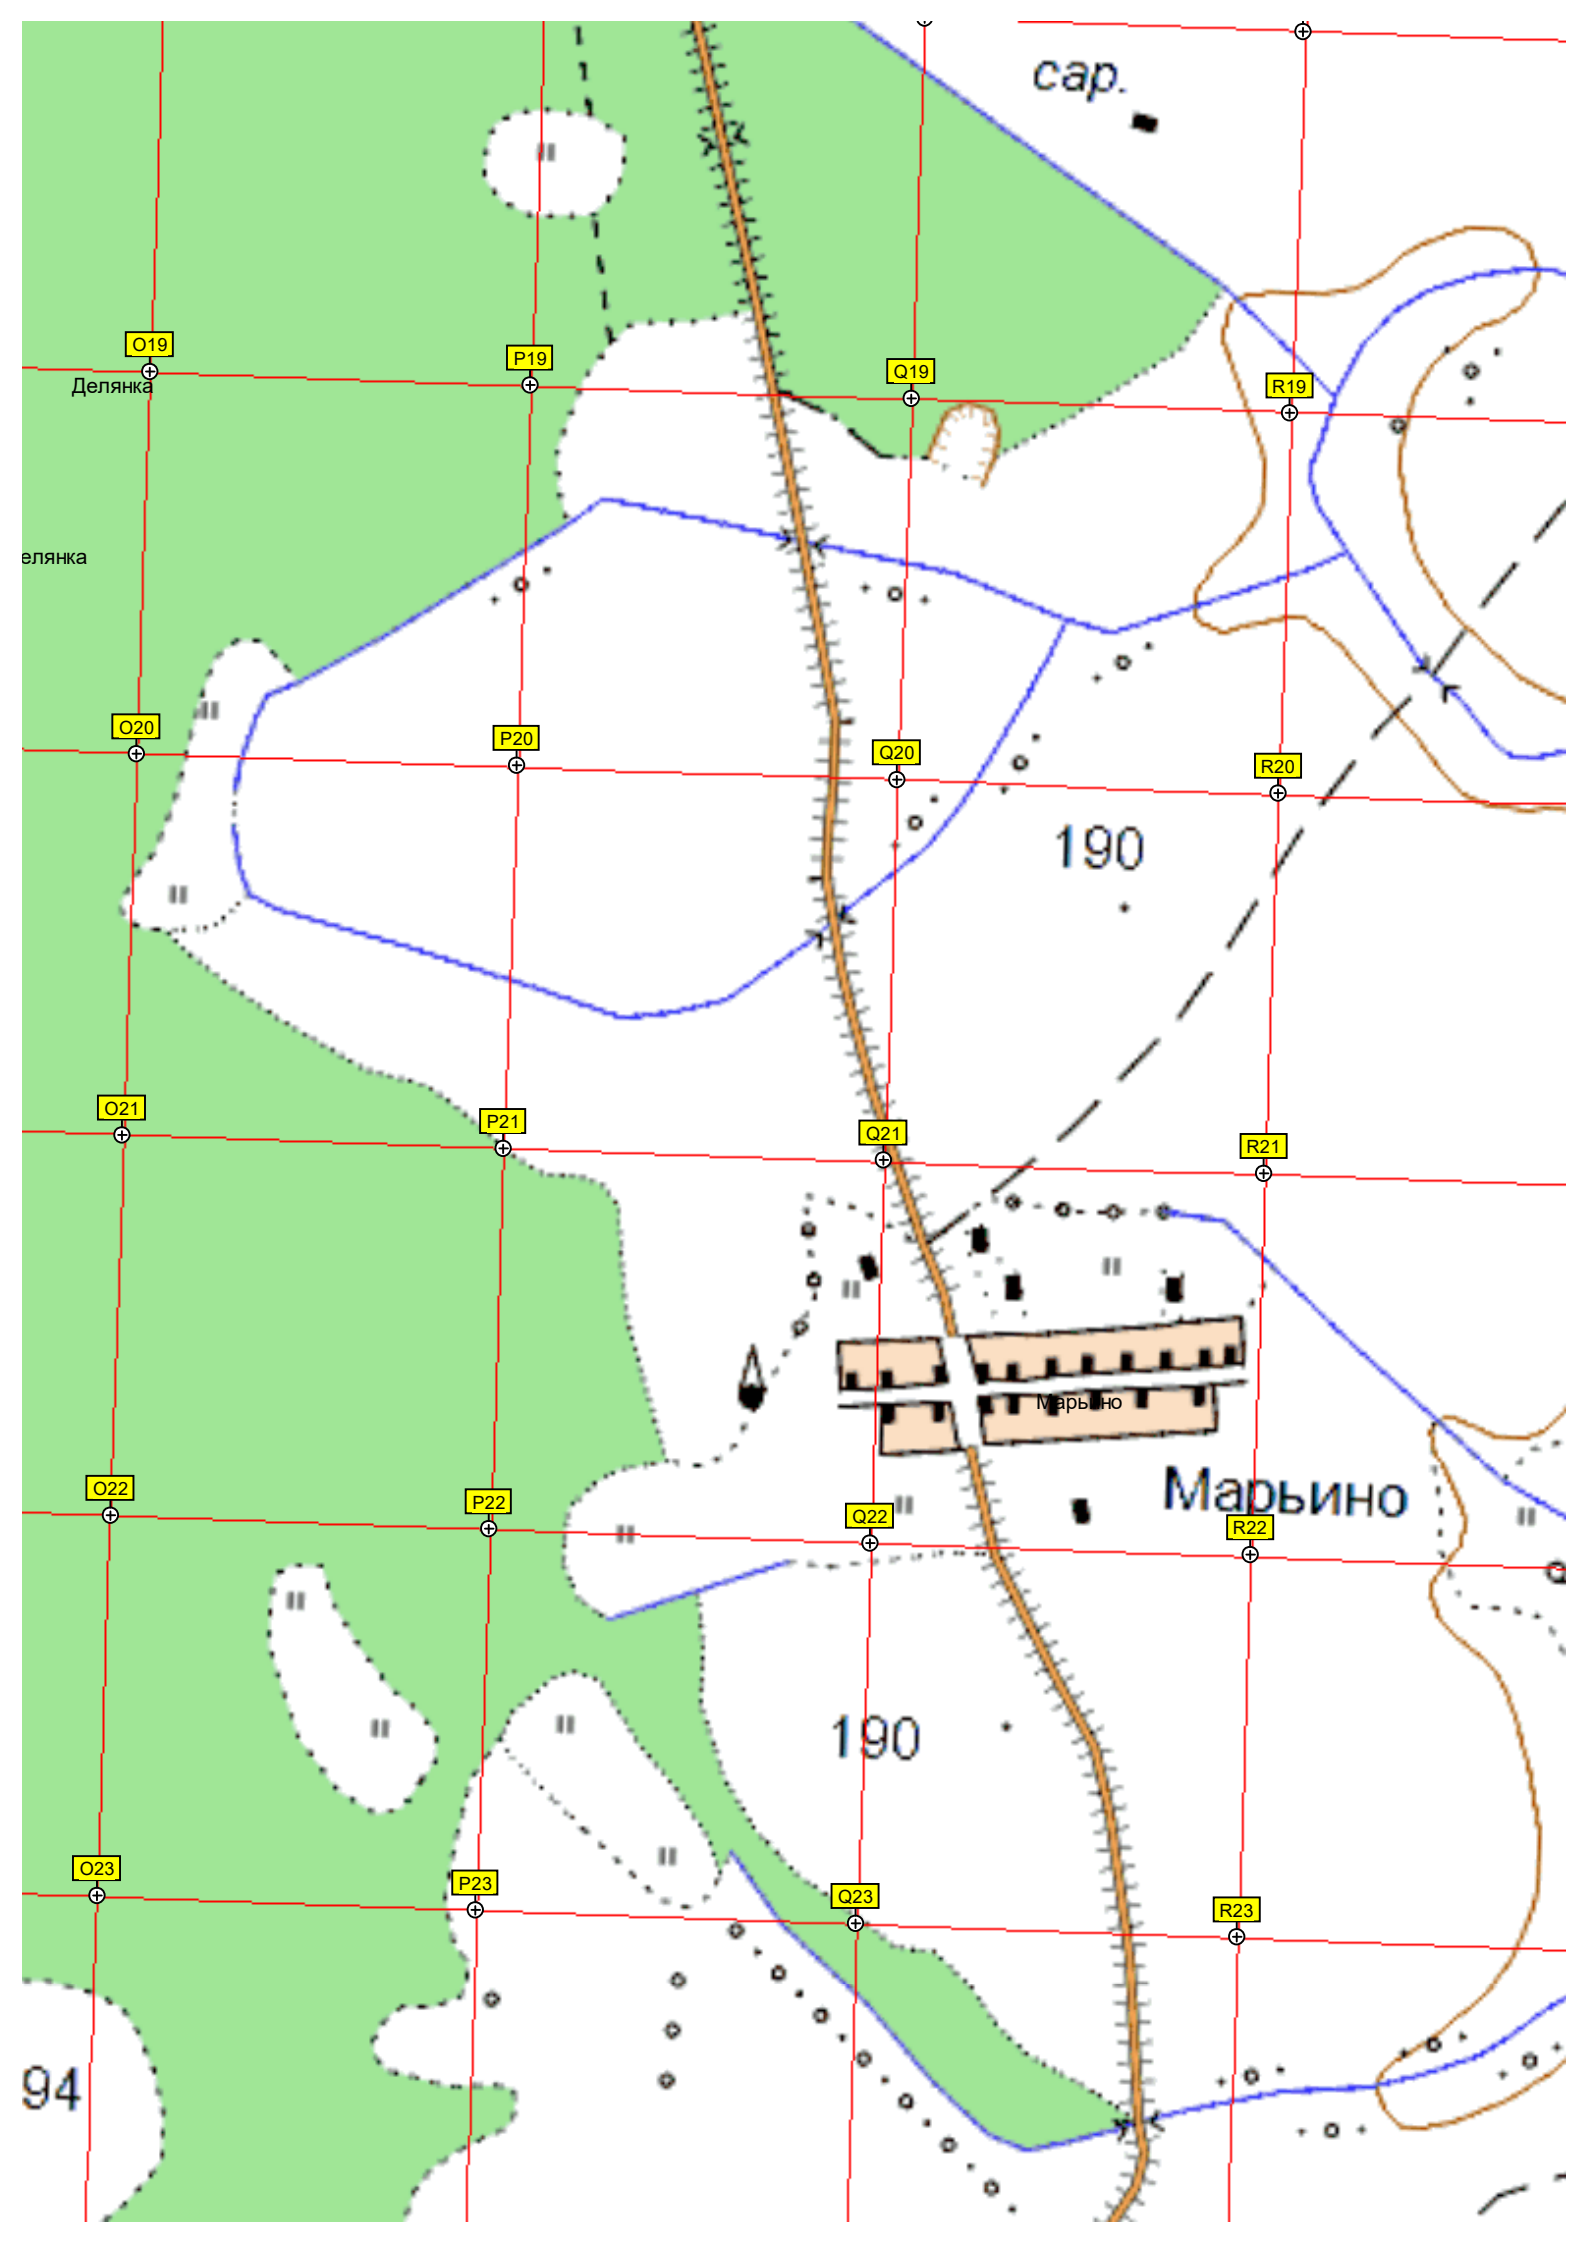 сар.
O19
P19
Q19
R19
Делянка
елянка
O20
P20
Q20
R20
190
O21
P21
Q21
R21
Марьино
O22
P22
Q22
Марьино
R22
190
O23
P23
Q23
R23
94